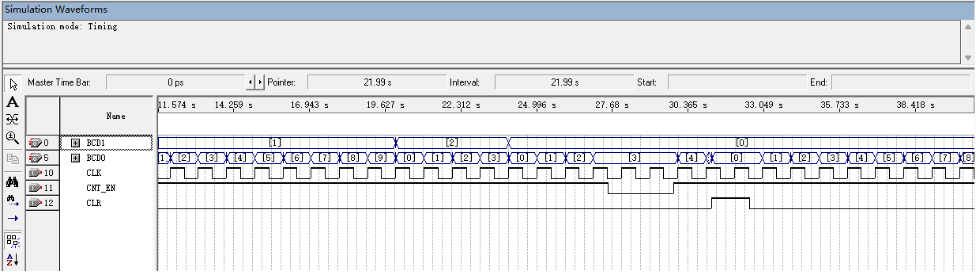 Simulation Waveforms
Simulation mode: Timing
Master Time Bar: 0 ps Pointer: 21.99 s Interval: 21.99 s Start: End:
Name
11.574 s 14.259 s 16.943 s 19.627 s 22.312 s 24.996 s 27.68 s 30.365 s 33.049 s 35.733 s 38.418 s
0 BCD1 [1] [2] [0]
5 BCD0 1] [2] [3] [4] [5] [6] [7] [8] [9] [0] [1] [2] [3] [0] [1] [2] [3] [4] [0] [1] [2] [3] [4] [5] [6] [7] [8
10 CLK
11 CNT_EN
12 CLR